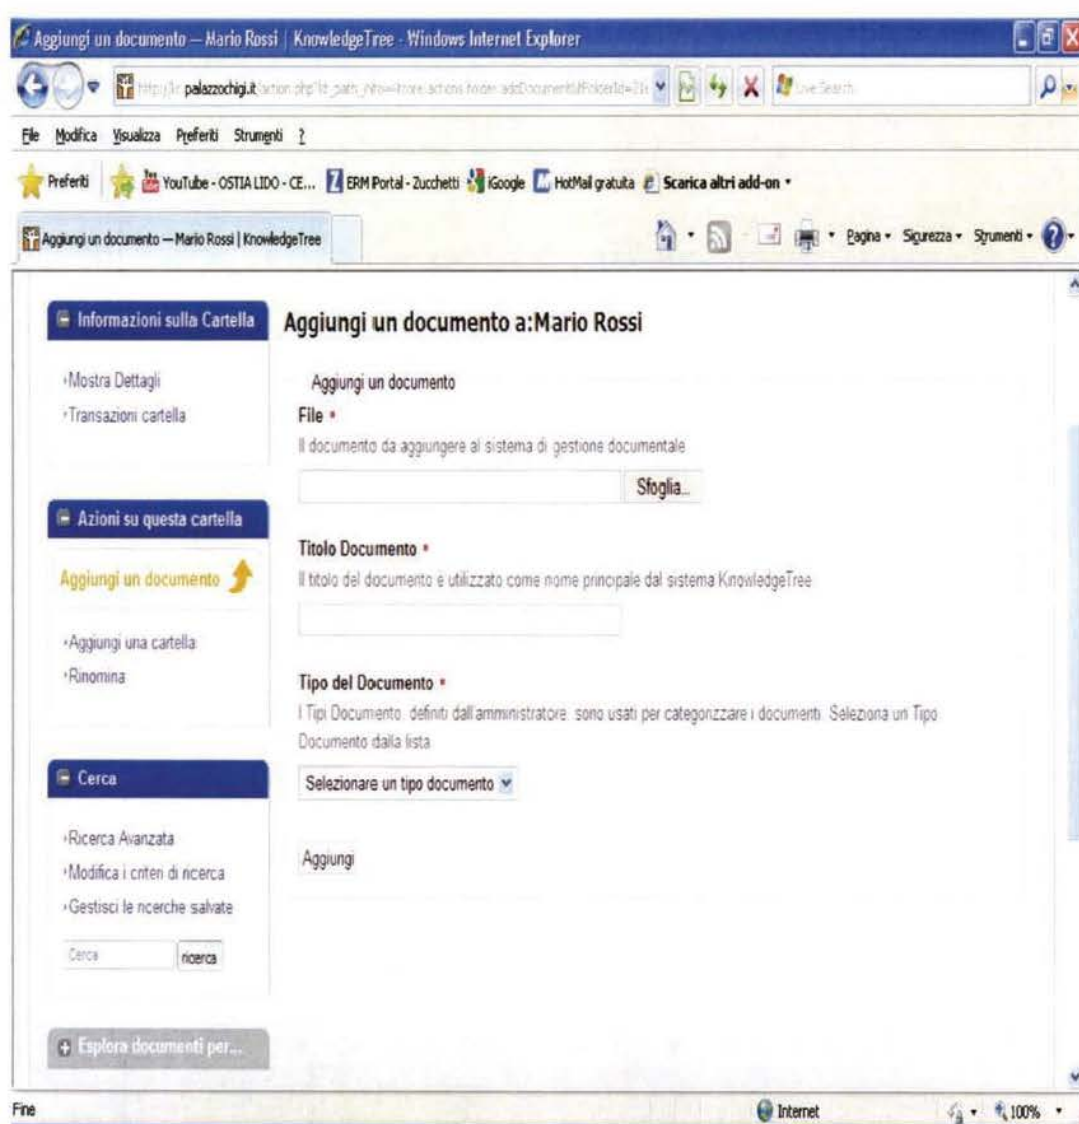 Aggiungi un documento — Mario Rossi | KnowledgeTree - Windows Internet Explorer
palazzochigi.it
Live Search
File Modifica Visualizza Preferiti Strumenti ?
Preferiti YouTube - OSTIA LIDO - CE... ERM Portal - Zucchetti iGoogle HotMail gratuita Scarica altri add-on
Aggiungi un documento — Mario Rossi | KnowledgeTree
Pagina Sicurezza Strumenti
Informazioni sulla Cartella
Mostra Dettagli
Transazioni cartella
Azioni su questa cartella
Aggiungi un documento
Aggiungi una cartella
Rinomina
Cerca
Ricerca Avanzata
Modifica i criteri di ricerca
Gestisci le ricerche salvate
Cerca ricerca
Esplora documenti per...
Aggiungi un documento a:Mario Rossi
Aggiungi un documento
File *
Il documento da aggiungere al sistema di gestione documentale
Sfoglia...
Titolo Documento *
Il titolo del documento è utilizzato come nome principale dal sistema KnowledgeTree
Tipo del Documento *
I Tipi Documento, definiti dall'amministratore, sono usati per categorizzare i documenti. Seleziona un Tipo
Documento dalla lista
Selezionare un tipo documento
Aggiungi
Fine Internet 100%